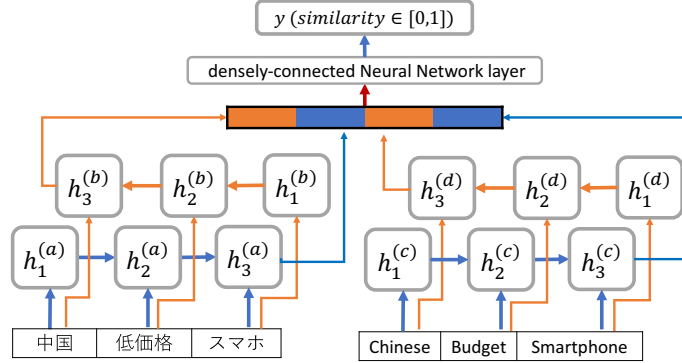 y (similarity ∈ [0,1])
densely-connected Neural Network layer
h₃⁽ᵇ⁾ h₂⁽ᵇ⁾ h₁⁽ᵇ⁾
h₃⁽ᵈ⁾ h₂⁽ᵈ⁾ h₁⁽ᵈ⁾
h₁⁽ᵃ⁾ h₂⁽ᵃ⁾ h₃⁽ᵃ⁾
h₁⁽ᶜ⁾ h₂⁽ᶜ⁾ h₃⁽ᶜ⁾
中国 低価格 スマホ
Chinese Budget Smartphone